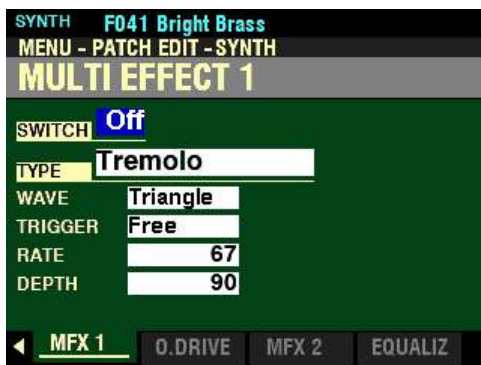 SYNTH F041 Bright Brass
MENU - PATCH EDIT - SYNTH
MULTI EFFECT 1
SWITCH Off
TYPE Tremolo
WAVE Triangle
TRIGGER Free
RATE 67
DEPTH 90
MFX 1 O.DRIVE MFX 2 EQUALIZ